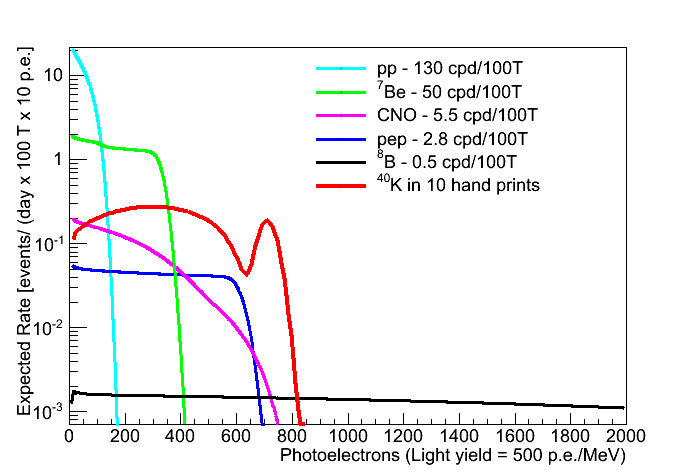 Expected Rate [events/ (day x 100 T x 10 p.e.]
10
1
10⁻¹
10⁻²
10⁻³
pp - 130 cpd/100T
⁷Be - 50 cpd/100T
CNO - 5.5 cpd/100T
pep - 2.8 cpd/100T
⁸B - 0.5 cpd/100T
⁴⁰K in 10 hand prints
0 200 400 600 800 1000 1200 1400 1600 1800 2000
Photoelectrons (Light yield = 500 p.e./MeV)